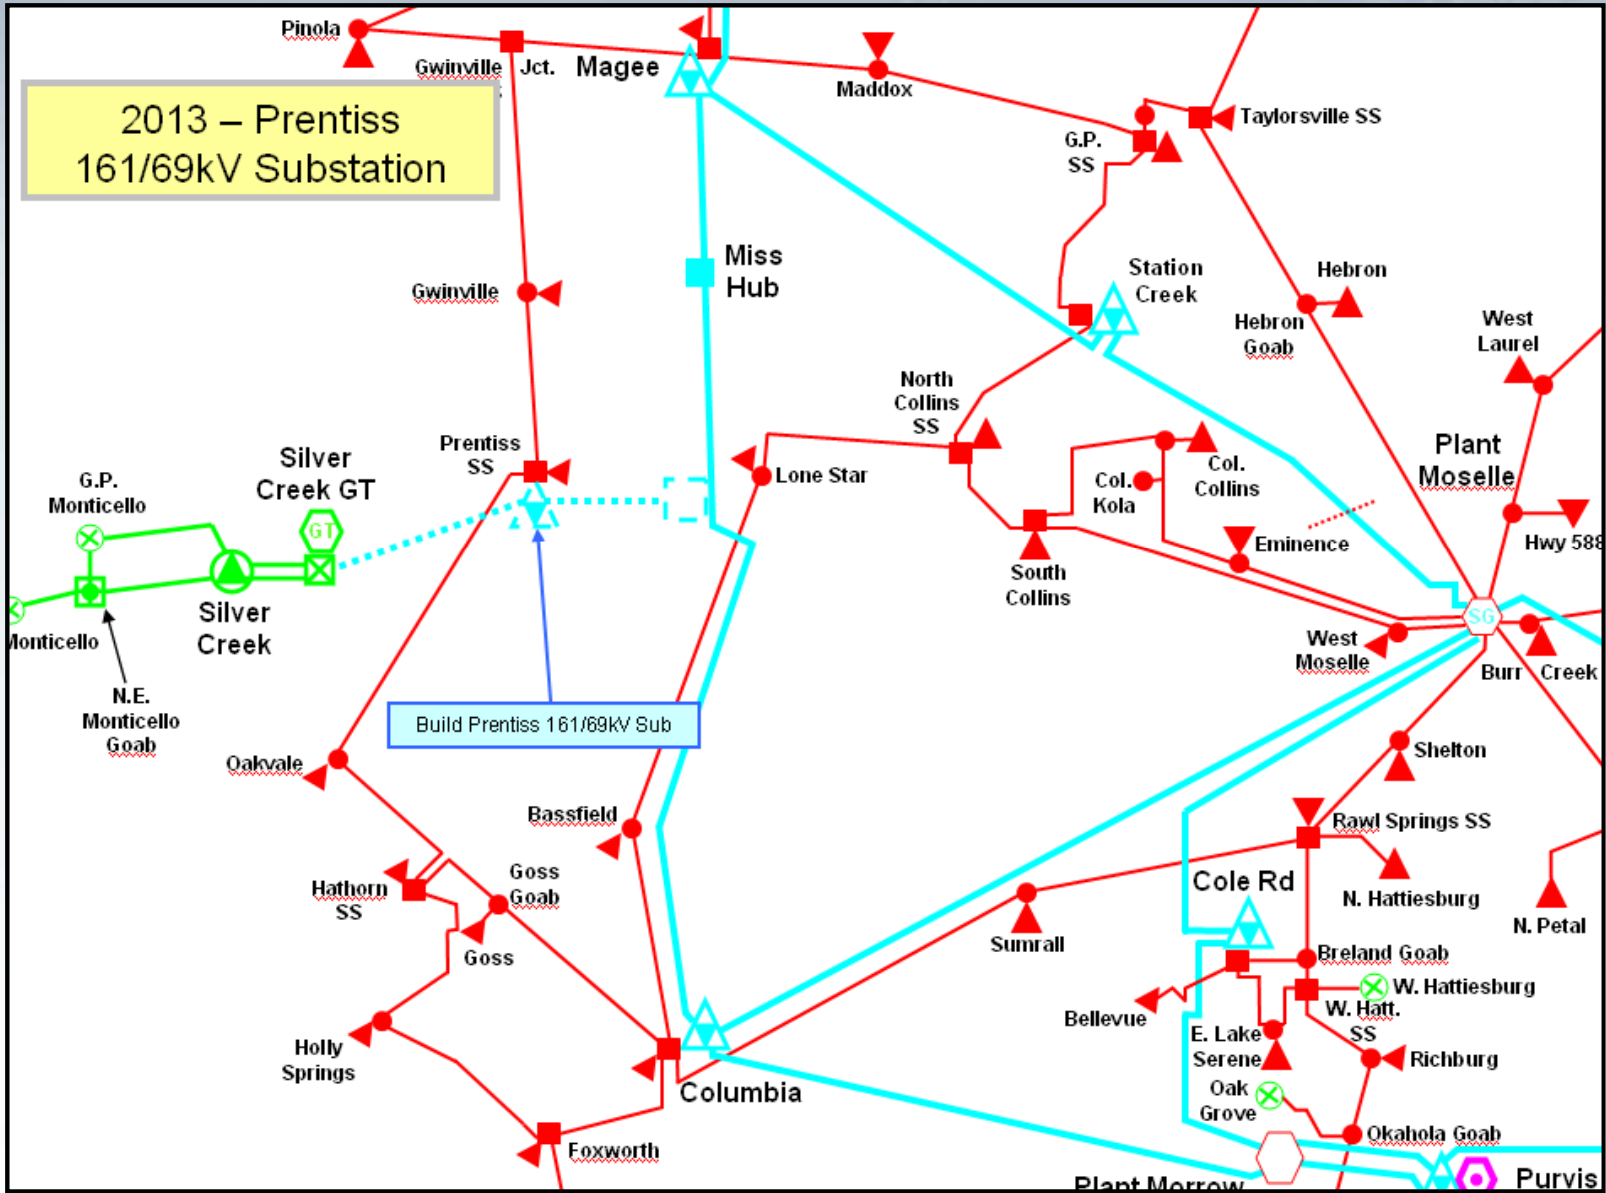 Pinola
Gwinville Jct.
Magee
Maddox
2013 – Prentiss
161/69kV Substation
G.P.
SS
Taylorsville SS
Miss
Hub
Station
Creek
Hebron
Gwinville
Hebron
Goab
West
Laurel
North
Collins
SS
Prentiss
SS
Silver
Creek GT
Plant
Moselle
G.P.
Monticello
Lone Star
Col.
Kola
Col.
Collins
GT
Eminence
Hwy 588
South
Collins
Silver
Creek
Monticello
SG
West
Moselle
Burr Creek
N.E.
Monticello
Goab
Build Prentiss 161/69kV Sub
Oakvale
Shelton
Bassfield
Rawl Springs SS
Goss
Goab
Hathorn
SS
Cole Rd
N. Hattiesburg
N. Petal
Sumrall
Goss
Breland Goab
W. Hattiesburg
Bellevue
W. Hatt.
SS
E. Lake
Serene
Richburg
Holly
Springs
Columbia
Oak
Grove
Okahola Goab
Foxworth
Plant Morrow
Purvis